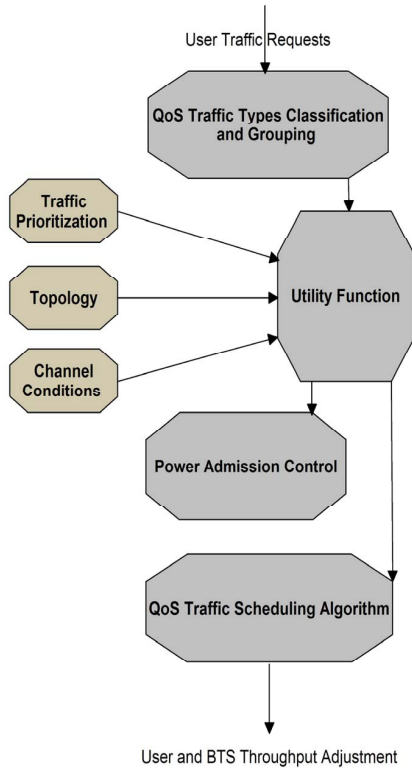 User Traffic Requests
QoS Traffic Types Classification
and Grouping
Traffic
Prioritization
Topology
Channel
Conditions
Utility Function
Power Admission Control
QoS Traffic Scheduling Algorithm
User and BTS Throughput Adjustment